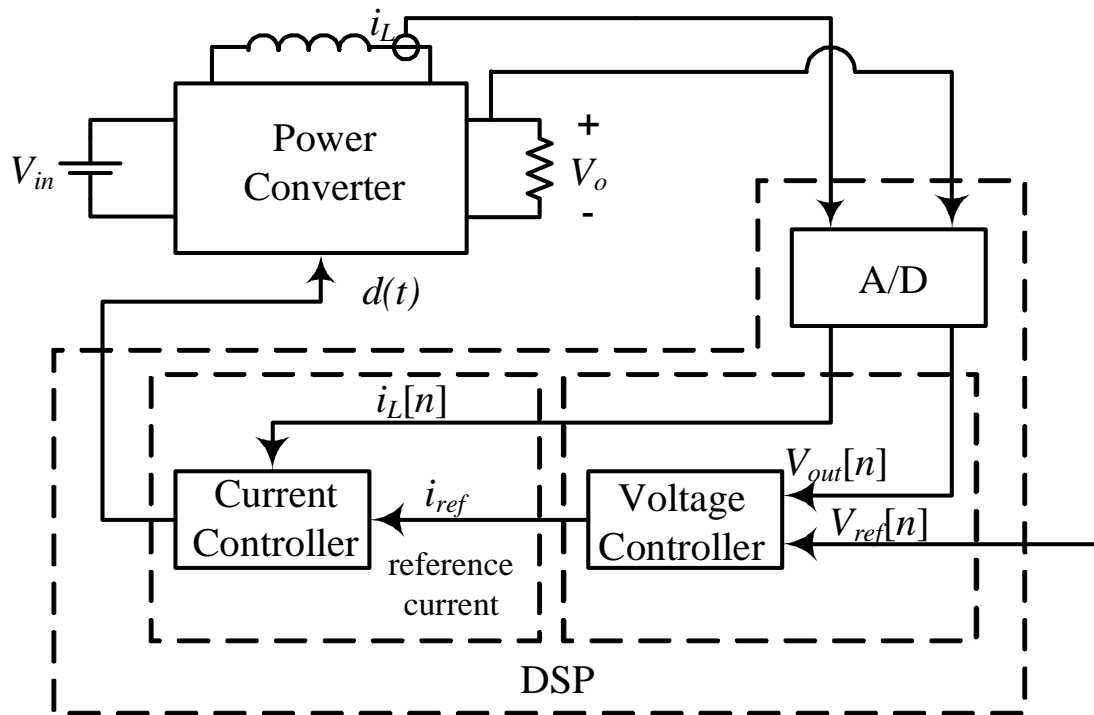 i_L
Power
Converter
V_in
+
V_o
-
d(t)
A/D
i_L[n]
V_out[n]
V_ref[n]
Current
Controller
i_ref
reference
current
Voltage
Controller
DSP